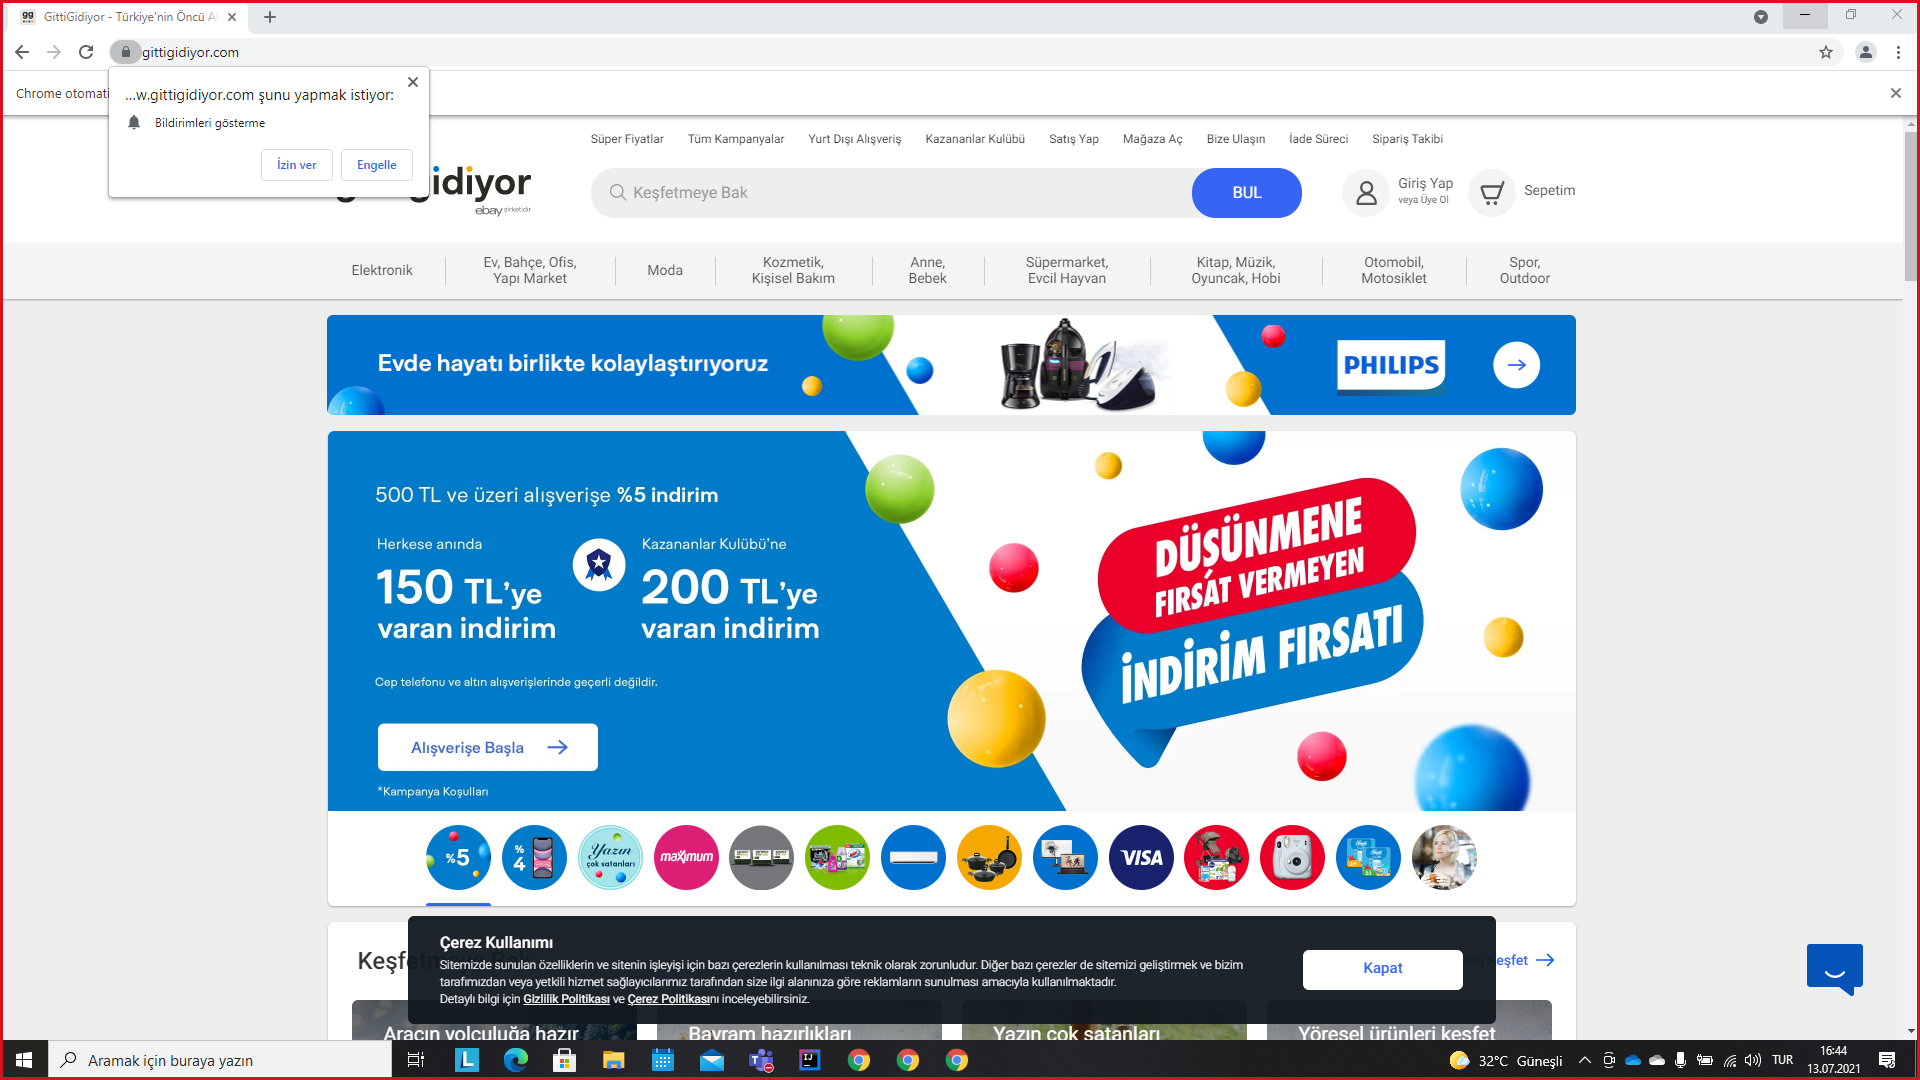 GittiGidiyor - Türkiye'nin Öncü A
gittigidiyor.com
Chrome otomati
...w.gittigidiyor.com şunu yapmak istiyor:
Bildirimleri gösterme
İzin ver
Engelle
Süper Fiyatlar
Tüm Kampanyalar
Yurt Dışı Alışveriş
Kazananlar Kulübü
Satış Yap
Mağaza Aç
Bize Ulaşın
İade Süreci
Sipariş Takibi
idiyor
ebay şirketidir
Keşfetmeye Bak
BUL
Giriş Yap
veya Üye Ol
Sepetim
Elektronik
Ev, Bahçe, Ofis,
Yapı Market
Moda
Kozmetik,
Kişisel Bakım
Anne,
Bebek
Süpermarket,
Evcil Hayvan
Kitap, Müzik,
Oyuncak, Hobi
Otomobil,
Motosiklet
Spor,
Outdoor
Evde hayatı birlikte kolaylaştırıyoruz
PHILIPS
500 TL ve üzeri alışverişe %5 indirim
Herkese anında
150 TL'ye
varan indirim
Kazananlar Kulübü'ne
200 TL'ye
varan indirim
Cep telefonu ve altın alışverişlerinde geçerli değildir.
Alışverişe Başla
*Kampanya Koşulları
DÜŞÜNMENE
FIRSAT VERMEYEN
İNDİRİM FIRSATI
%5
%
4
Yazın
çok satanları
maximum
VISA
Keşf
eşfet
Çerez Kullanımı
Sitemizde sunulan özelliklerin ve sitenin işleyişi için bazı çerezlerin kullanılması teknik olarak zorunludur. Diğer bazı çerezler de sitemizi geliştirmek ve bizim
tarafımızdan veya yetkili hizmet sağlayıcılarımız tarafından size ilgi alanınıza göre reklamların sunulması amacıyla kullanılmaktadır.
Detaylı bilgi için Gizlilik Politikası ve Çerez Politikasını inceleyebilirsiniz.
Kapat
Aracın yolculuğa hazır
Bayram hazırlıkları
Yazın çok satanları
Yöresel ürünleri keşfet
Aramak için buraya yazın
32°C Güneşli
TUR
16:44
13.07.2021